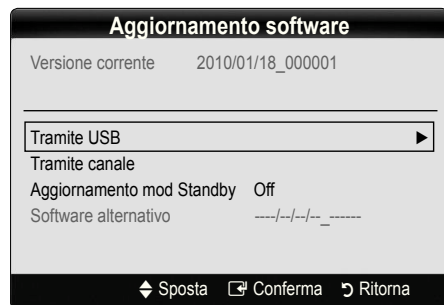 Aggiornamento software
Versione corrente 2010/01/18_000001
Tramite USB
Tramite canale
Aggiornamento mod Standby Off
Software alternativo ----/--/--/--_------
Sposta Conferma Ritorna